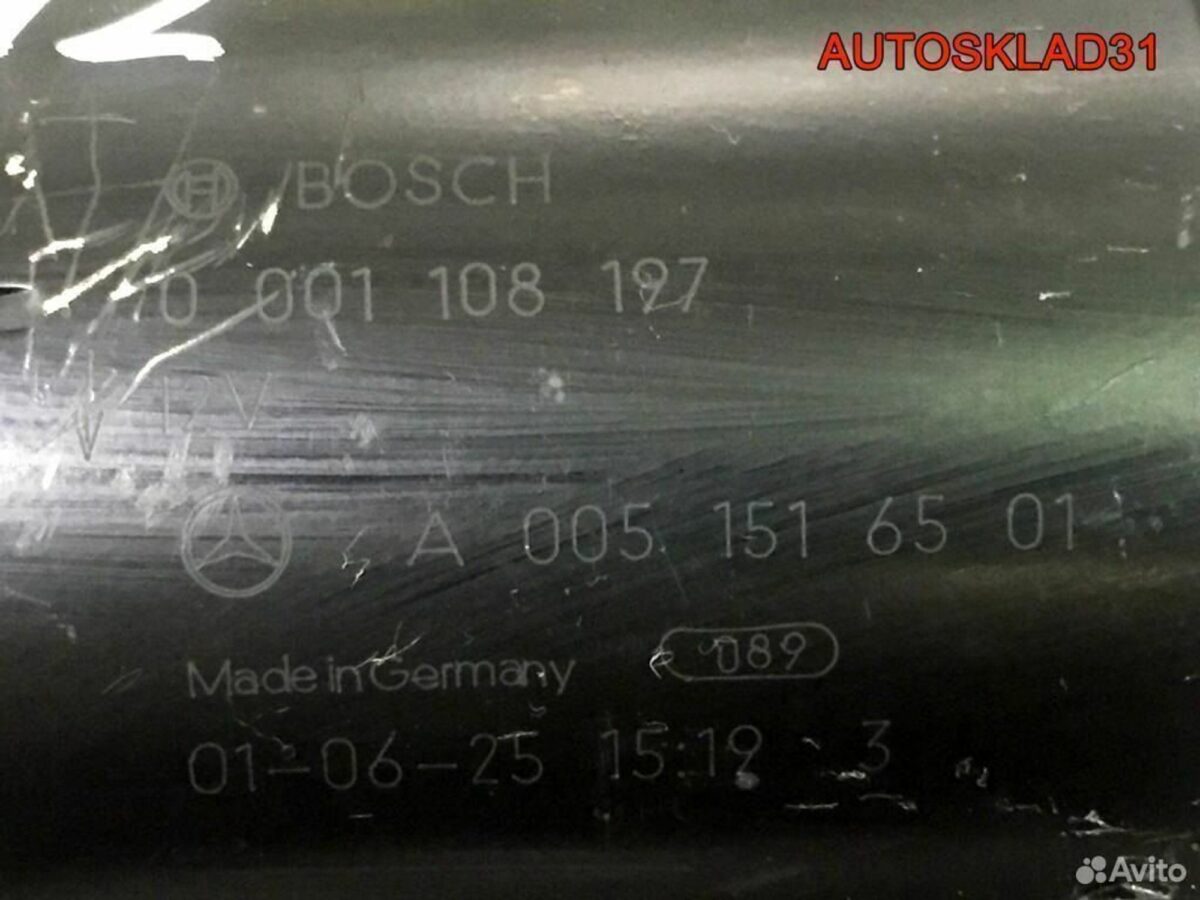 AUTOSKLAD31
BOSCH
0 001 108 197
12V
A 005 151 65 01
Made in Germany
089
01-06-25 15:19 3
Avito